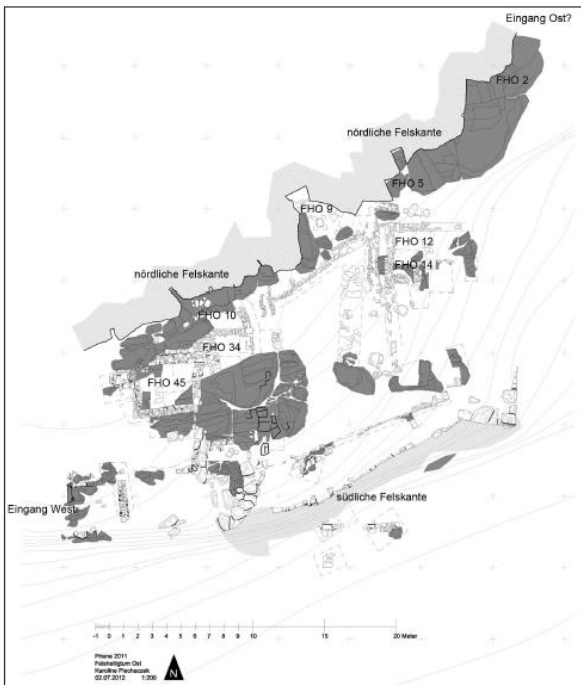 Eingang Ost?
FHO 2
nördliche Felskante
FHO 5
FHO 9
FHO 12
FHO 14
nördliche Felskante
FHO 10
FHO 34
FHO 45
Eingang West
südliche Felskante
-1 0 1 2 3 4 5 6 7 8 9 10 15 20 Meter
Priene 2011
Felsheiligtum Ost
Karoline Piechaczek
02.07.2012 1:200
N